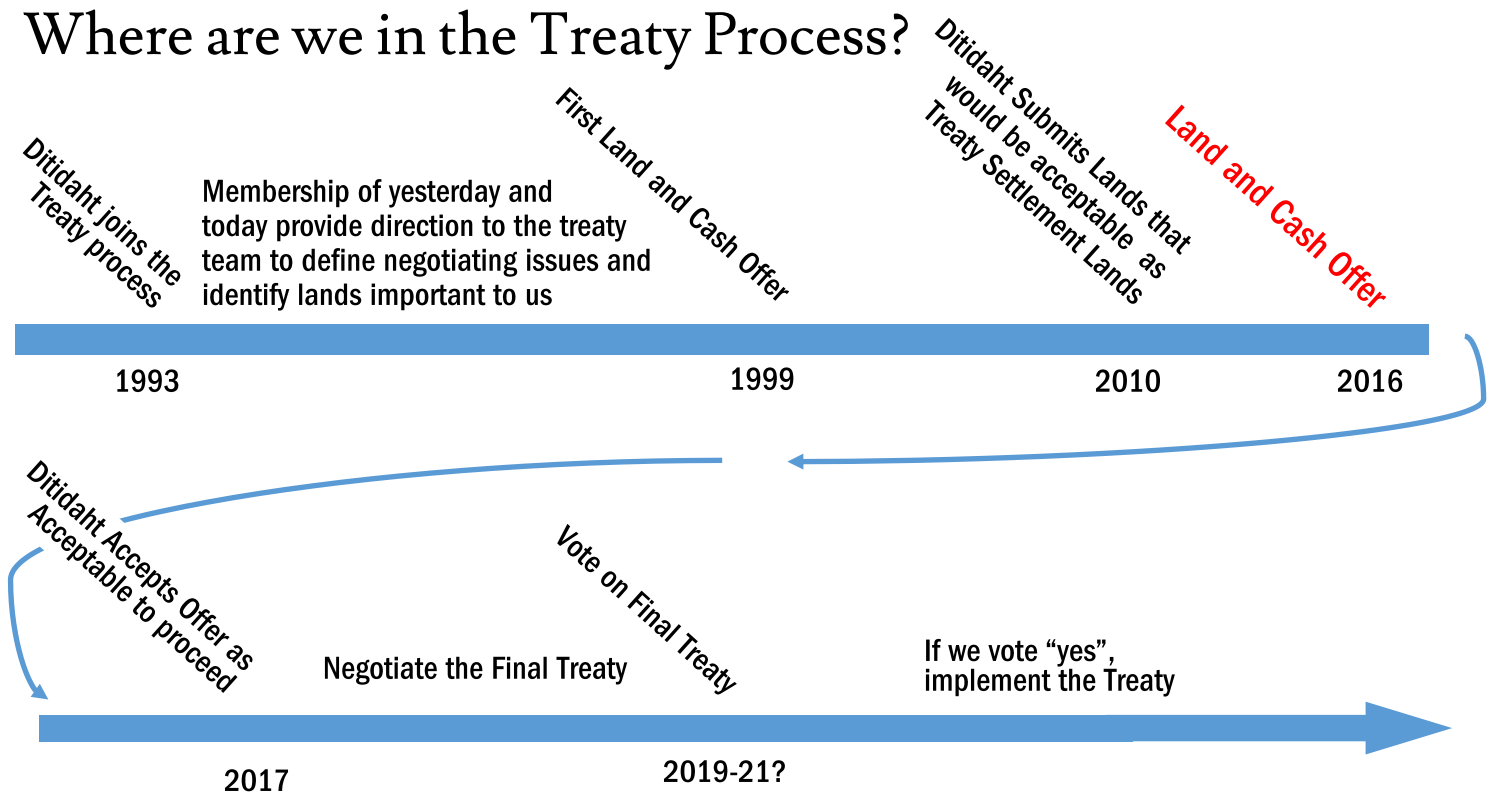 Where are we in the Treaty Process?
Ditidaht joins the
Treaty process
Membership of yesterday and
today provide direction to the treaty
team to define negotiating issues and
identify lands important to us
First Land and Cash Offer
Ditidaht Submits Lands that
would be acceptable as
Treaty Settlement Lands
Land and Cash Offer
1993
1999
2010
2016
Ditidaht Accepts Offer as
Acceptable to proceed
Negotiate the Final Treaty
Vote on Final Treaty
If we vote “yes”,
implement the Treaty
2017
2019-21?